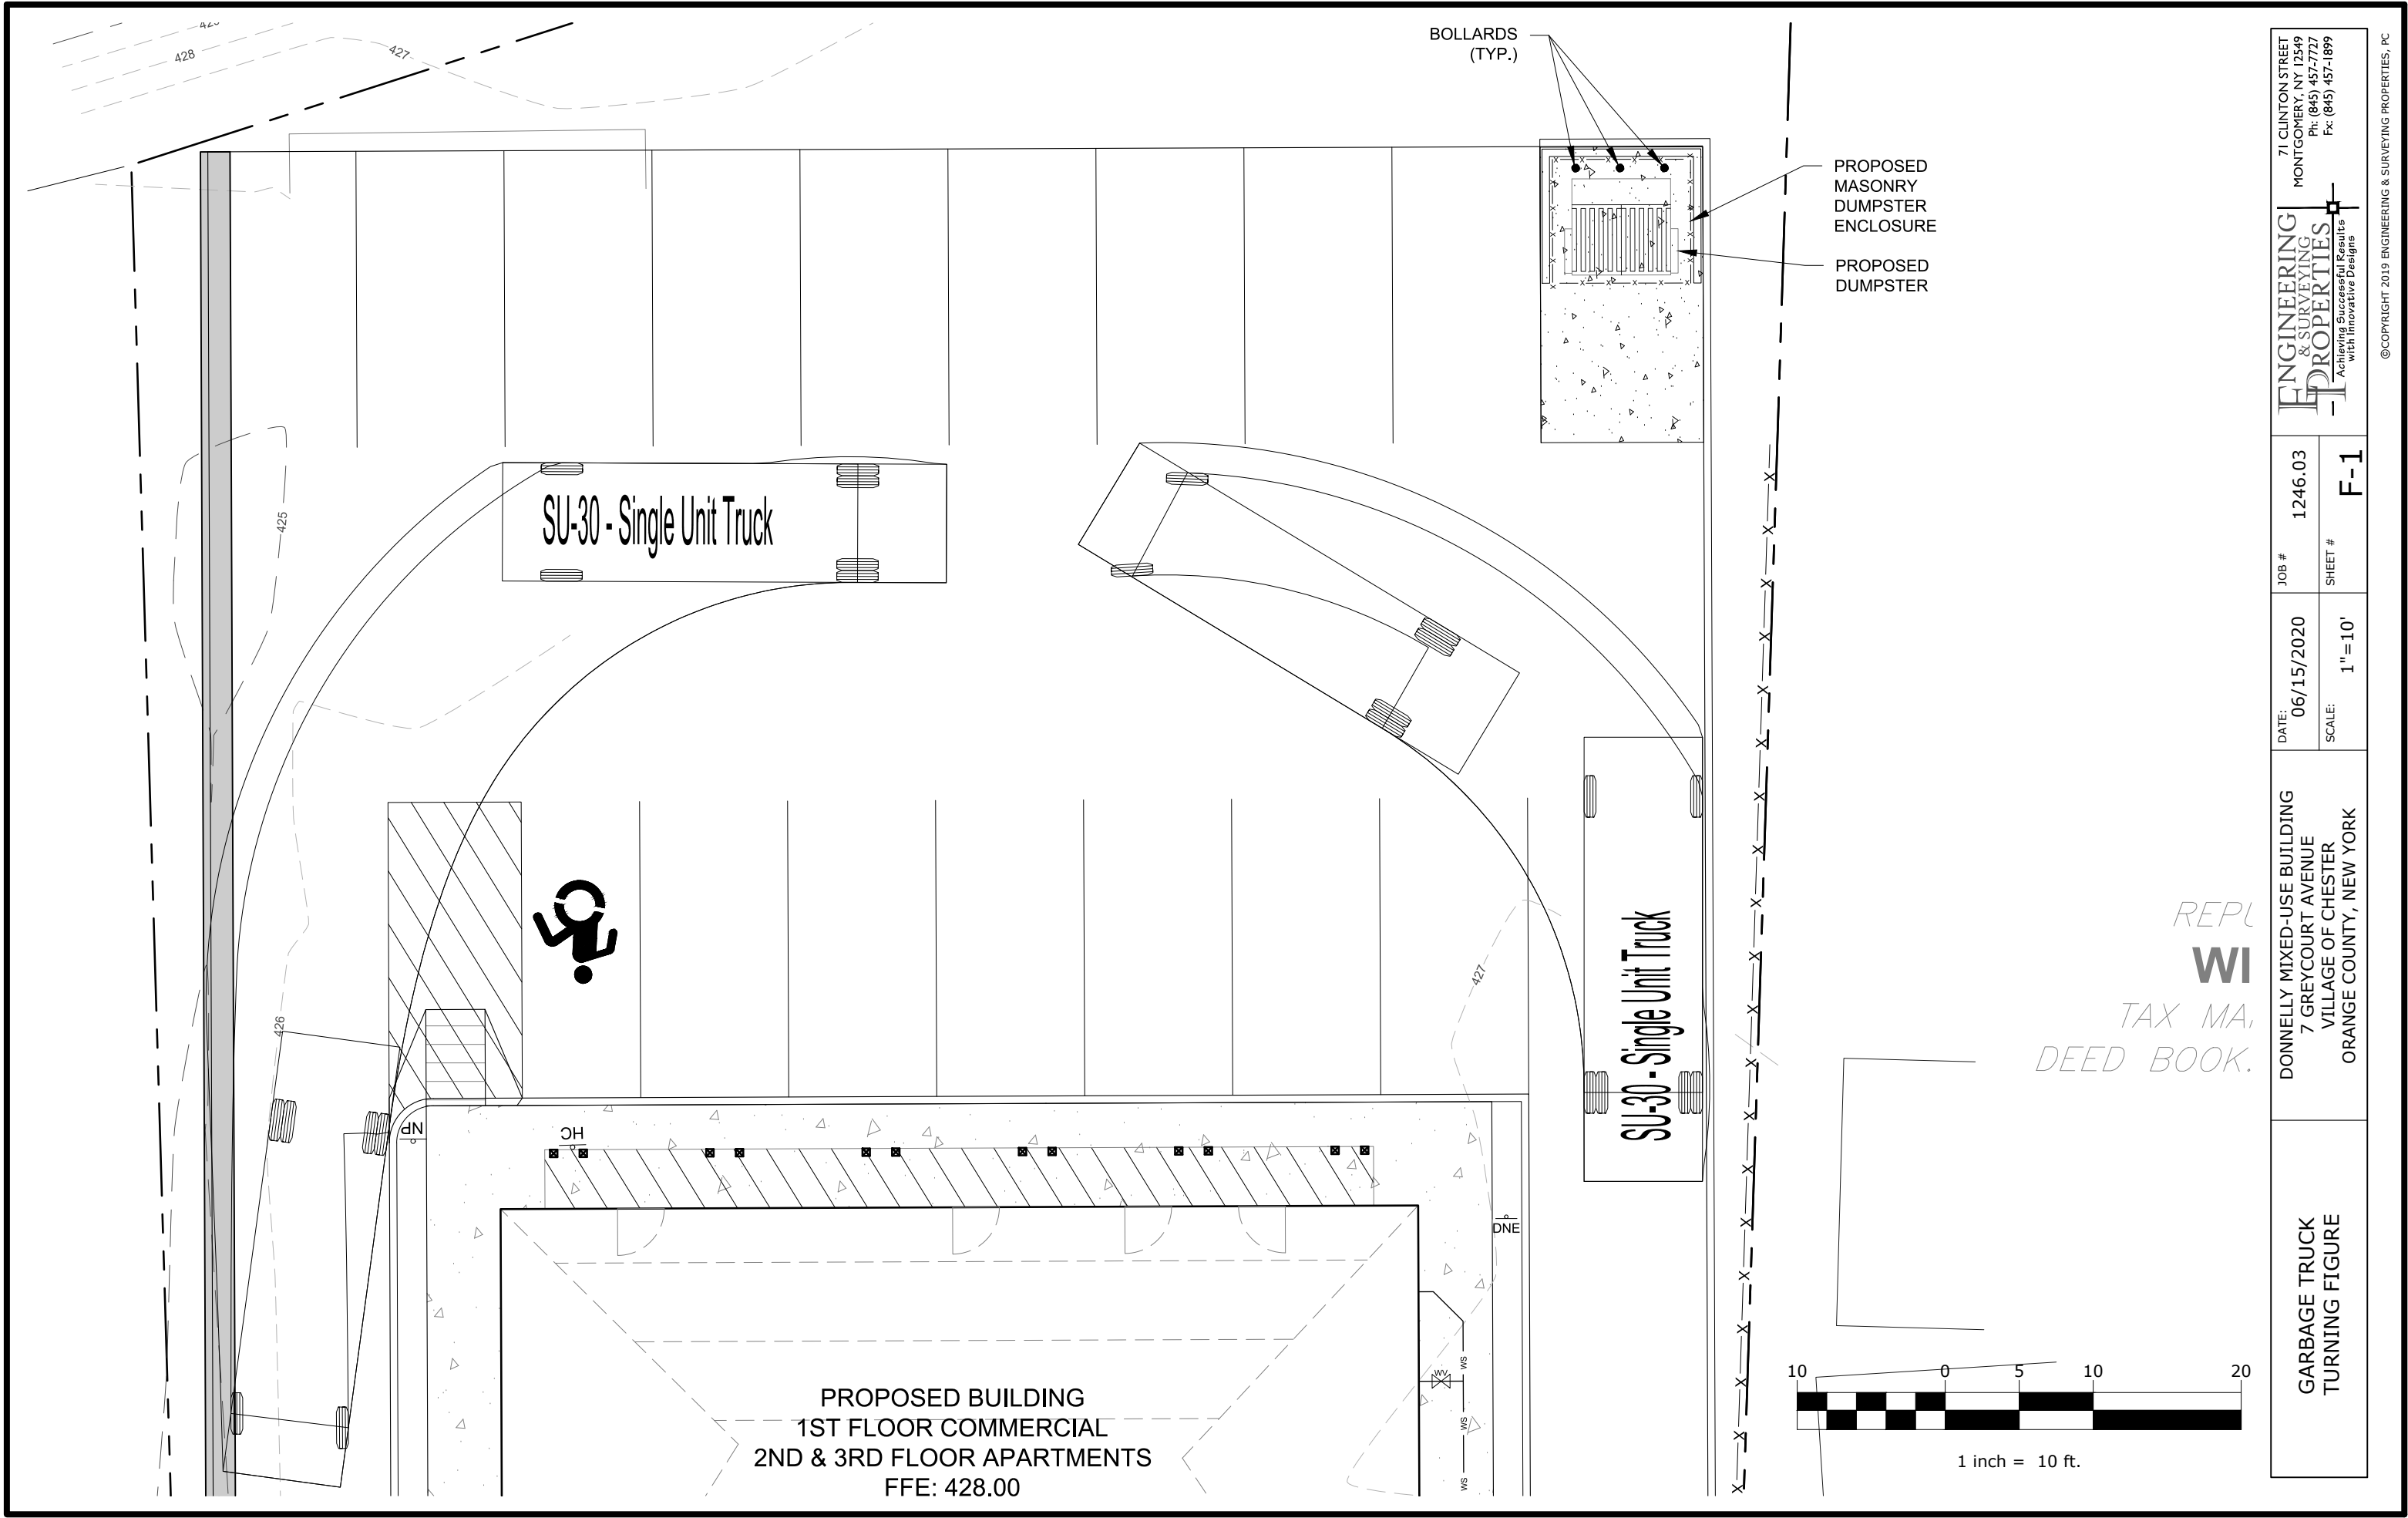 428
427
BOLLARDS
(TYP.)
PROPOSED
MASONRY
DUMPSTER
ENCLOSURE
PROPOSED
DUMPSTER
SU-30 - Single Unit Truck
425
SU-30 - Single Unit Truck
427
426
NP
HC
DNE
WV
WS
WS
WS
PROPOSED BUILDING
1ST FLOOR COMMERCIAL
2ND & 3RD FLOOR APARTMENTS
FFE: 428.00
REPU
WI
TAX MA
DEED BOOK.
10 0 5 10 20
1 inch = 10 ft.
71 CLINTON STREET
MONTGOMERY, NY 12549
Ph: (845) 457-7727
Fx: (845) 457-1899
ENGINEERING
& SURVEYING
PROPERTIES
Achieving Successful Results
with Innovative Designs
JOB #
1246.03
SHEET #
F-1
DATE:
06/15/2020
SCALE:
1"=10'
DONNELLY MIXED-USE BUILDING
7 GREYCOURT AVENUE
VILLAGE OF CHESTER
ORANGE COUNTY, NEW YORK
GARBAGE TRUCK
TURNING FIGURE
©COPYRIGHT 2019 ENGINEERING & SURVEYING PROPERTIES, PC